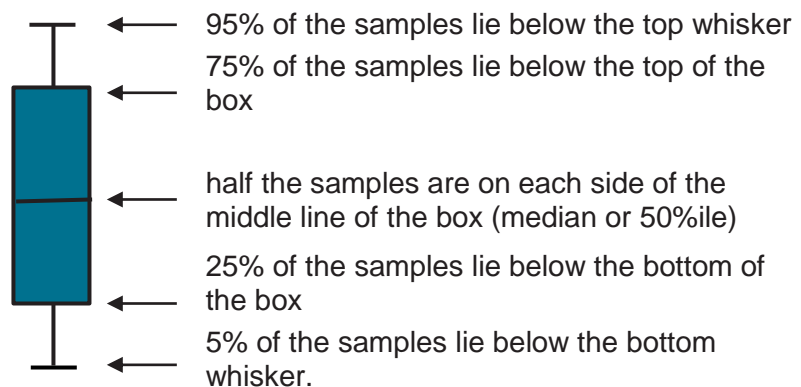 95% of the samples lie below the top whisker
75% of the samples lie below the top of the
box
half the samples are on each side of the
middle line of the box (median or 50%ile)
25% of the samples lie below the bottom of
the box
5% of the samples lie below the bottom
whisker.